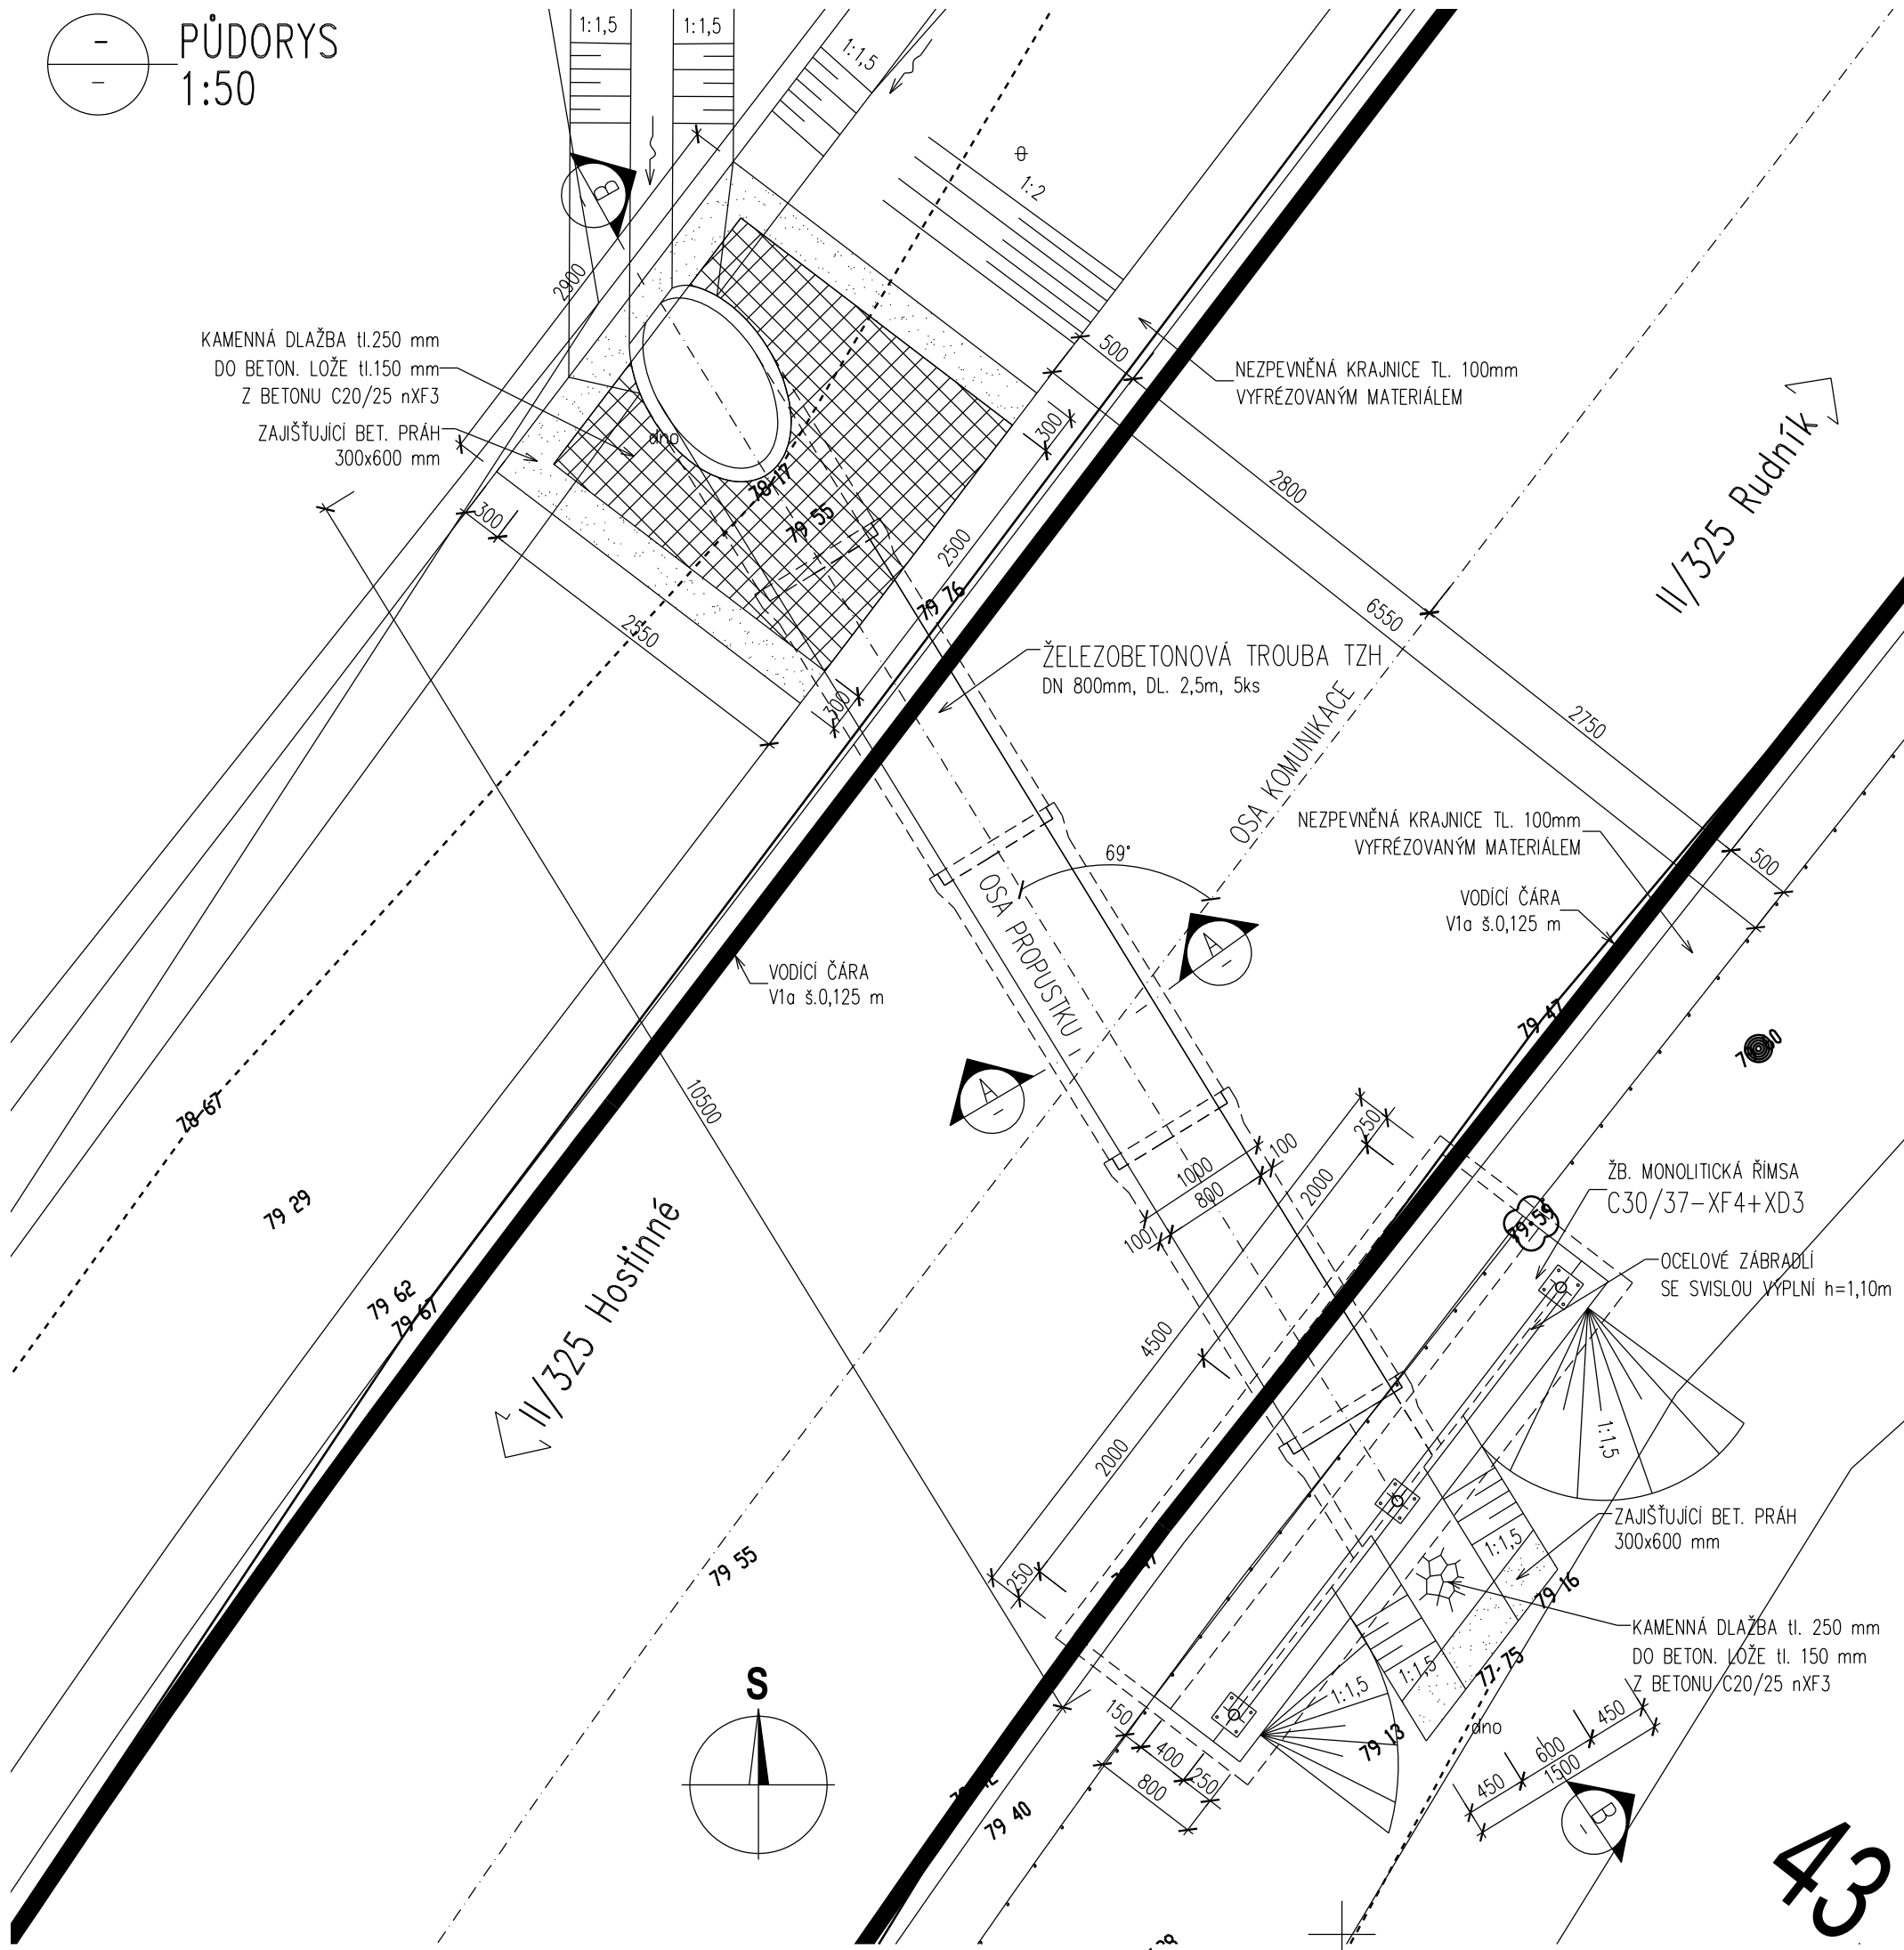 PŮDORYS
1:50
-
-
1:1,5
1:1,5
1:1,5
θ
1:2
B
2900
KAMENNÁ DLAŽBA tl.250 mm
DO BETON. LOŽE tl.150 mm
Z BETONU C20/25 nXF3
ZAJIŠŤUJÍCÍ BET. PRÁH
300x600 mm
dno
78 17
79 55
500
NEZPEVNĚNÁ KRAJNICE TL. 100mm
VYFRÉZOVANÝM MATERIÁLEM
300
300
2550
2500
79 76
300
2800
6550
2750
II/325 Rudník
ŽELEZOBETONOVÁ TROUBA TZH
DN 800mm, DL. 2,5m, 5ks
OSA KOMUNIKACE
69°
OSA PROPUSTKU
A
A
NEZPEVNĚNÁ KRAJNICE TL. 100mm
VYFRÉZOVANÝM MATERIÁLEM
500
VODÍCÍ ČÁRA
V1a š.0,125 m
VODÍCÍ ČÁRA
V1a š.0,125 m
10500
78 67
79 29
79 62
79 67
II/325 Hostinné
79 47
250
2000
1000
100
800
100
4500
2000
250
ŽB. MONOLITICKÁ ŘÍMSA
C30/37-XF4+XD3
79 59
OCELOVÉ ZÁBRADLÍ
SE SVISLOU VÝPLNÍ h=1,10m
1:1,5
ZAJIŠŤUJÍCÍ BET. PRÁH
300x600 mm
1:1,5
79 16
79 55
KAMENNÁ DLAŽBA tl. 250 mm
DO BETON. LOŽE tl. 150 mm
Z BETONU C20/25 nXF3
77 75
1:1,5
1:1,5
dno
79 13
150
400
250
800
450
600
450
1500
B
S
79 40
43